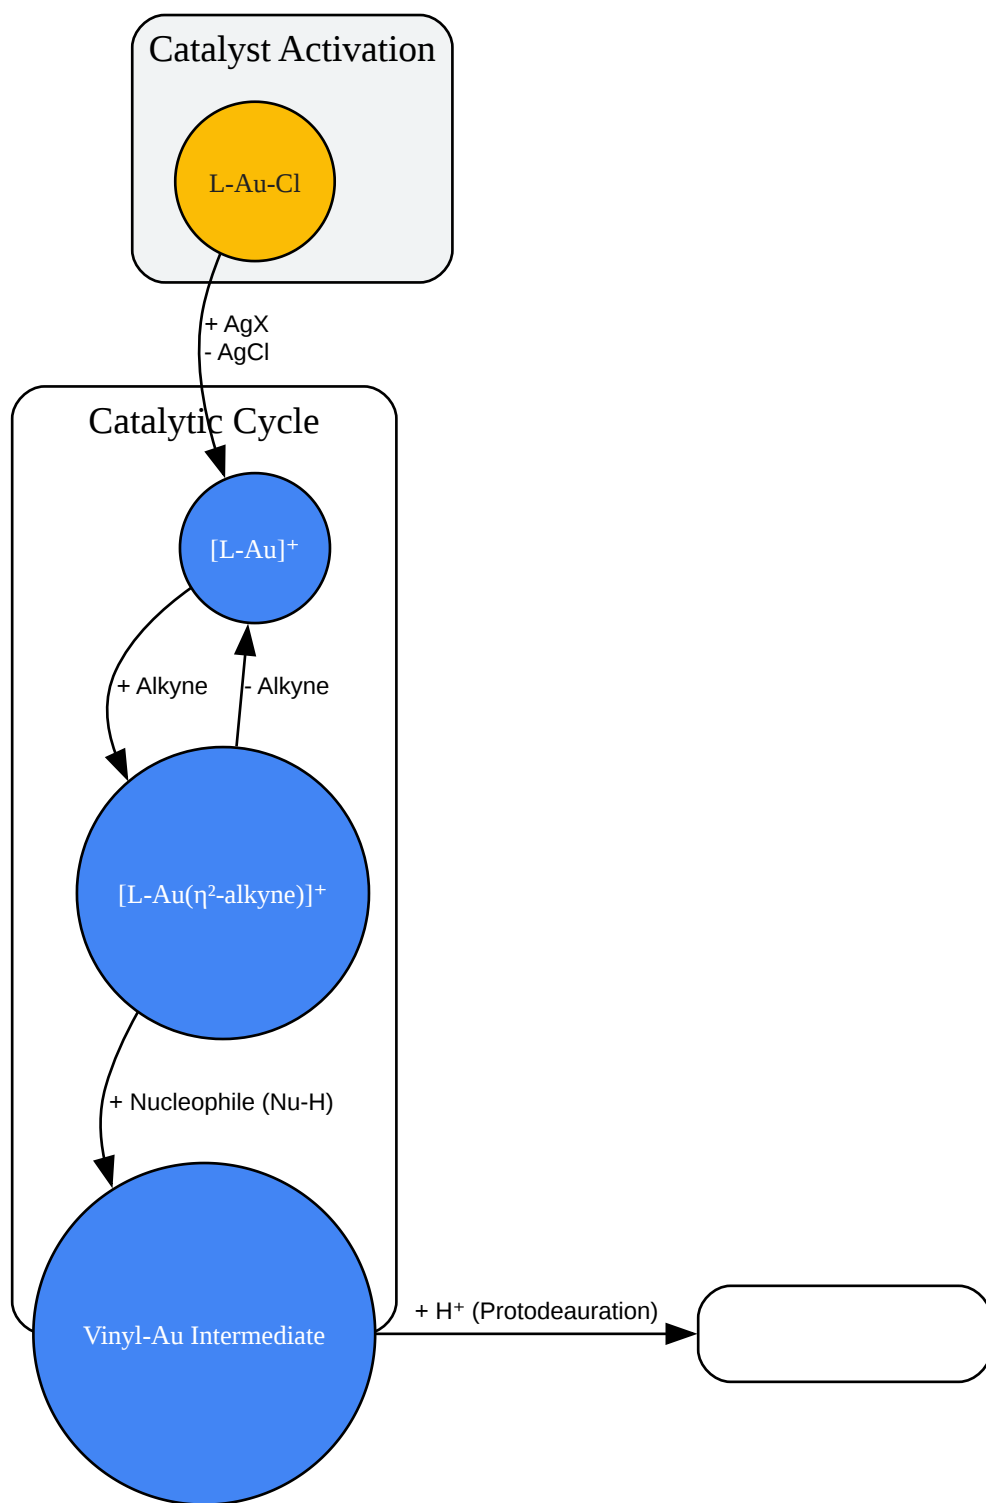 Catalyst Activation
L-Au-Cl
+ AgX
- AgCl
Catalytic Cycle
[L-Au]⁺
+ Alkyne
- Alkyne
[L-Au(η²-alkyne)]⁺
+ Nucleophile (Nu-H)
Vinyl-Au Intermediate
+ H⁺ (Protodeauration)